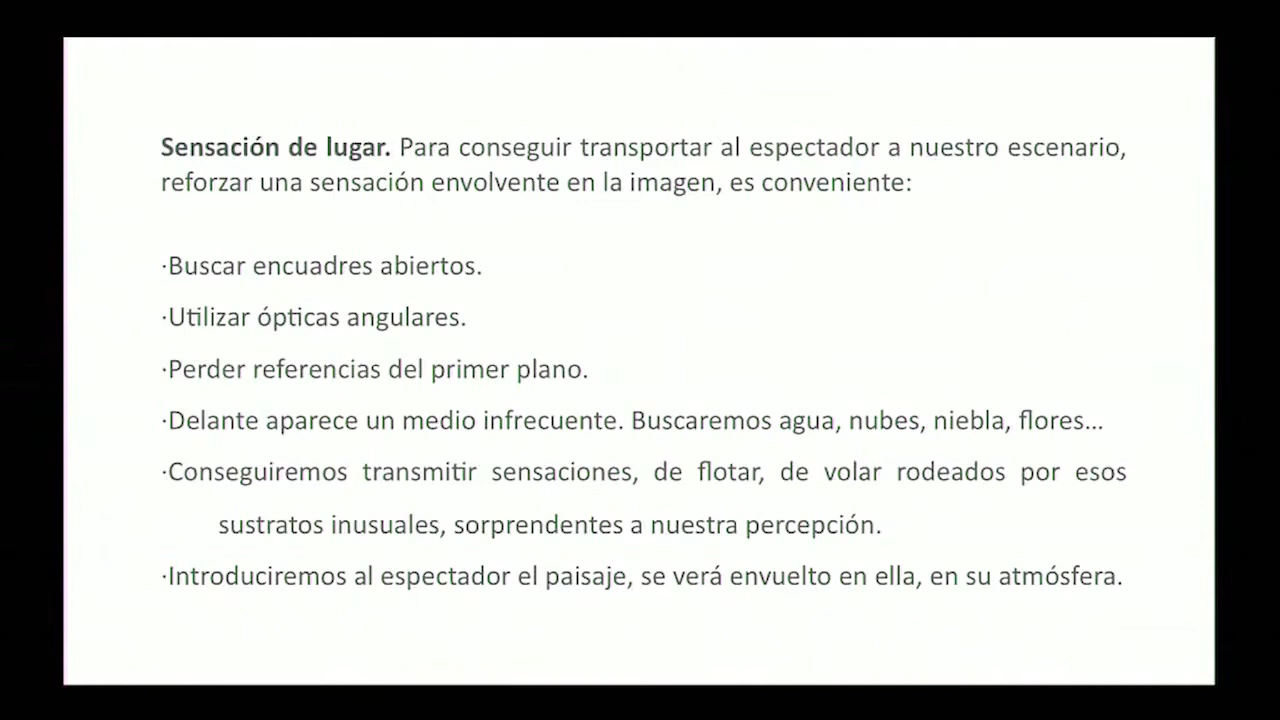 Sensación de lugar. Para conseguir transportar al espectador a nuestro escenario,
reforzar una sensación envolvente en la imagen, es conveniente:
·Buscar encuadres abiertos.
·Utilizar ópticas angulares.
·Perder referencias del primer plano.
·Delante aparece un medio infrecuente. Buscaremos agua, nubes, niebla, flores...
·Conseguiremos transmitir sensaciones, de flotar, de volar rodeados por esos
sustratos inusuales, sorprendentes a nuestra percepción.
·Introduciremos al espectador el paisaje, se verá envuelto en ella, en su atmósfera.